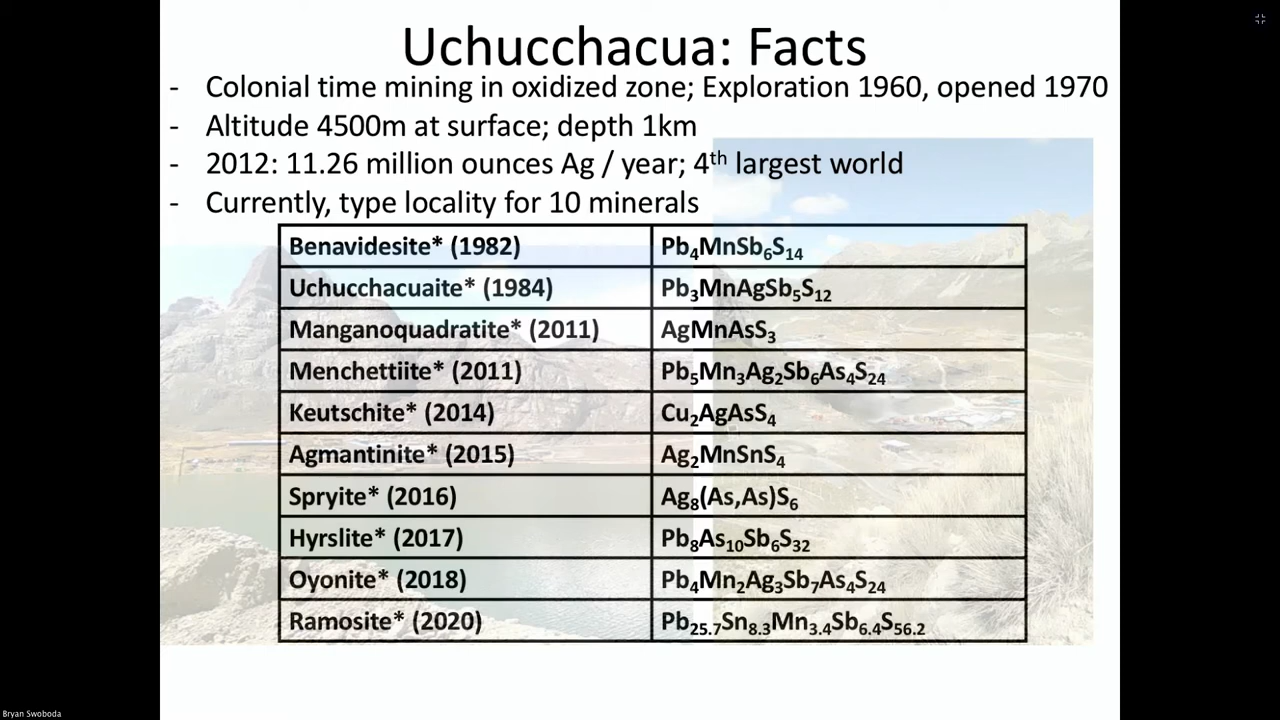 Uchucchacua: Facts
- Colonial time mining in oxidized zone; Exploration 1960, opened 1970
- Altitude 4500m at surface; depth 1km
- 2012: 11.26 million ounces Ag / year; 4th largest world
- Currently, type locality for 10 minerals
Benavidesite* (1982) Pb4MnSb6S14
Uchucchacuaite* (1984) Pb3MnAgSb5S12
Manganoquadratite* (2011) AgMnAsS3
Menchettiite* (2011) Pb5Mn3Ag2Sb6As4S24
Keutschite* (2014) Cu2AgAsS4
Agmantinite* (2015) Ag2MnSnS4
Spryite* (2016) Ag8(As,As)S6
Hyrslite* (2017) Pb8As10Sb6S32
Oyonite* (2018) Pb4Mn2Ag3Sb7As4S24
Ramosite* (2020) Pb25.7Sn8.3Mn3.4Sb6.4S56.2
Bryan Swoboda